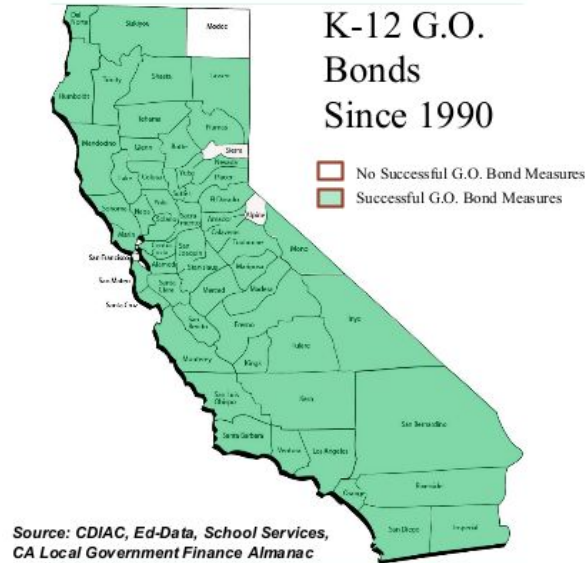 K-12 G.O.
Bonds
Since 1990
No Successful G.O. Bond Measures
Successful G.O. Bond Measures
Del
Norte
Siskiyou
Modoc
Humboldt
Trinity
Shasta
Lassen
Tehama
Plumas
Mendocino
Glenn
Butte
Sierra
Nevada
Placer
Lake
Colusa
Yuba
Sutter
El Dorado
Sonoma
Napa
Yolo
Sacra
mento
Amador
Alpine
Solano
Calaveras
Marin
Contra
Costa
San
Joaquin
Tuolumne
Mono
San Francisco
Alameda
Stanislaus
Mariposa
San Mateo
Santa
Clara
Merced
Madera
Santa Cruz
San
Benito
Fresno
Inyo
Monterey
Kings
Tulare
San Luis
Obispo
Kern
San Bernardino
Santa Barbara
Ventura
Los Angeles
Orange
Riverside
San Diego
Imperial
Source: CDIAC, Ed-Data, School Services,
CA Local Government Finance Almanac